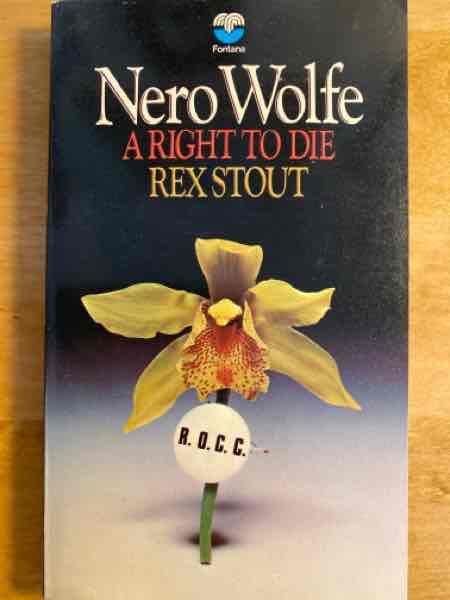 Fontana
Nero Wolfe
A RIGHT TO DIE
REX STOUT
R. O. C. C.